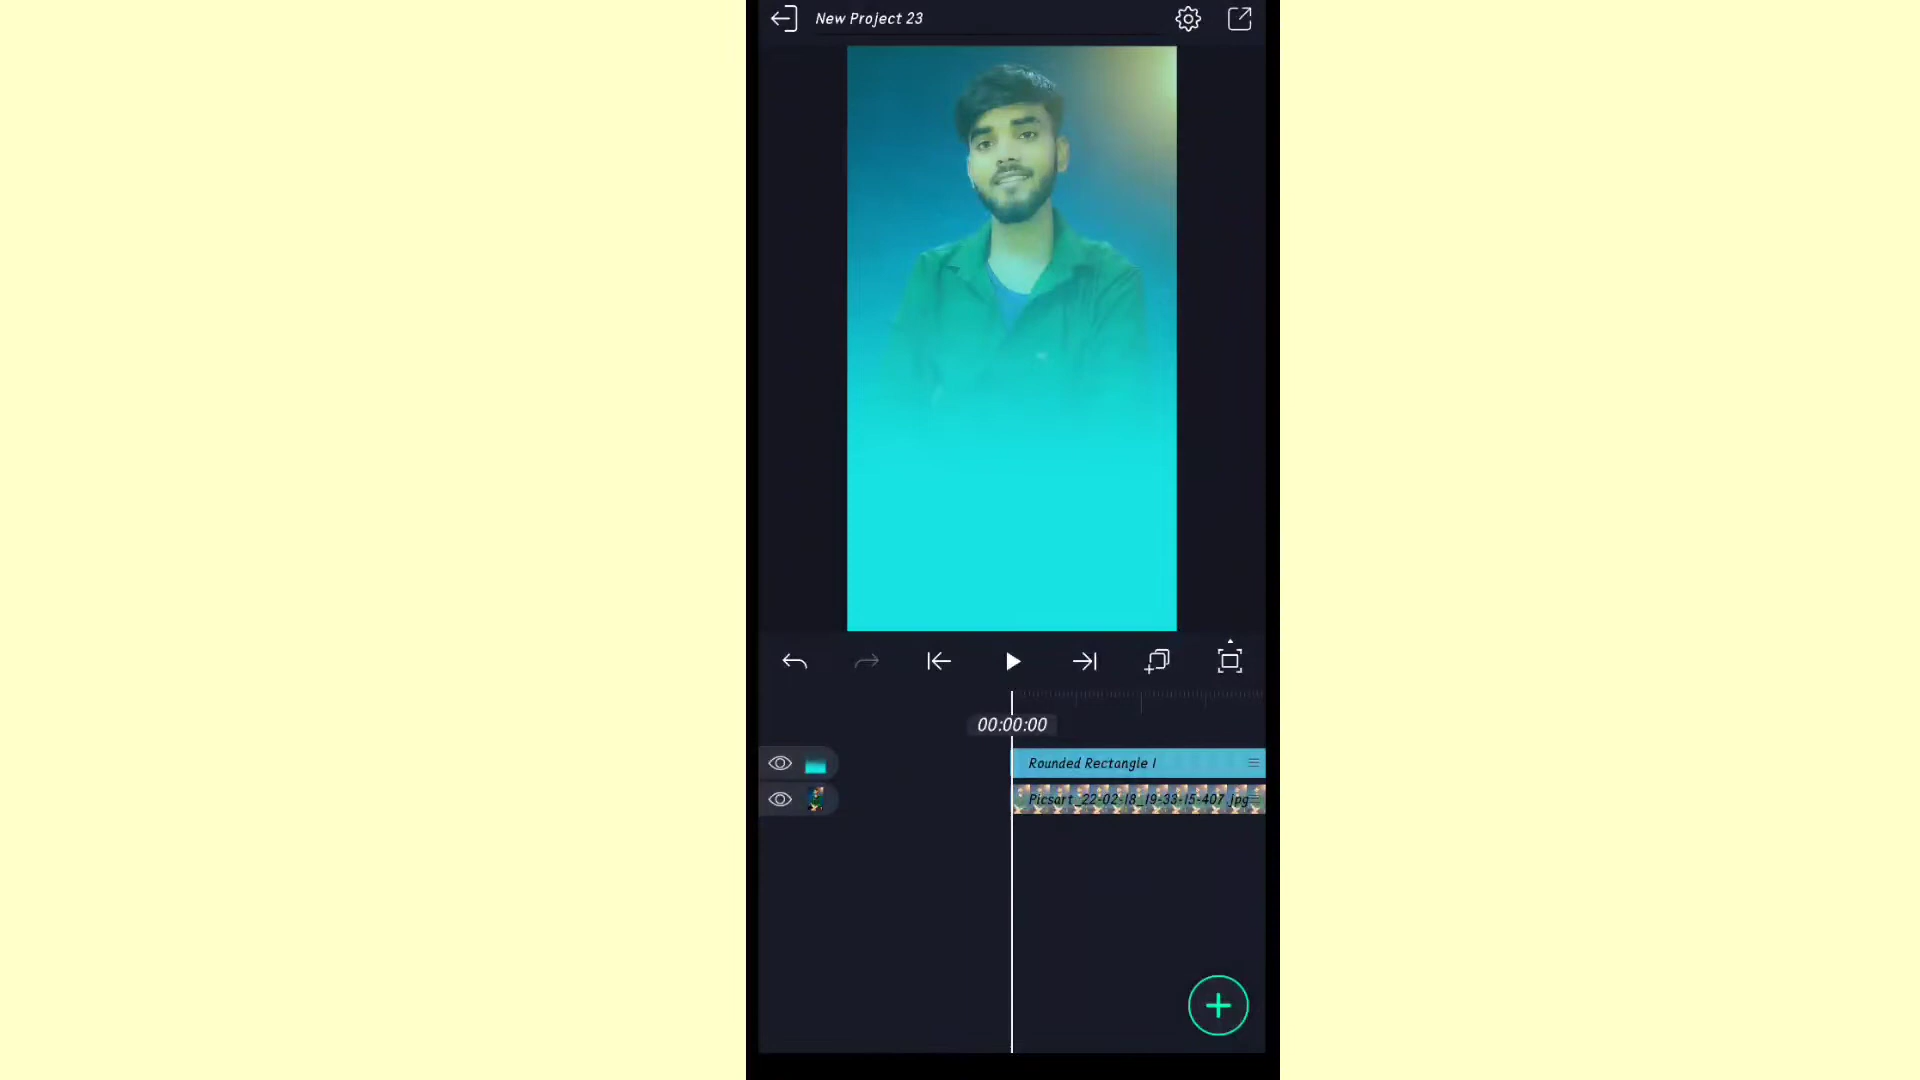 New Project 23
00:00:00
Rounded Rectangle 1
Picsart_22-02-18_19-33-15-407.jpg